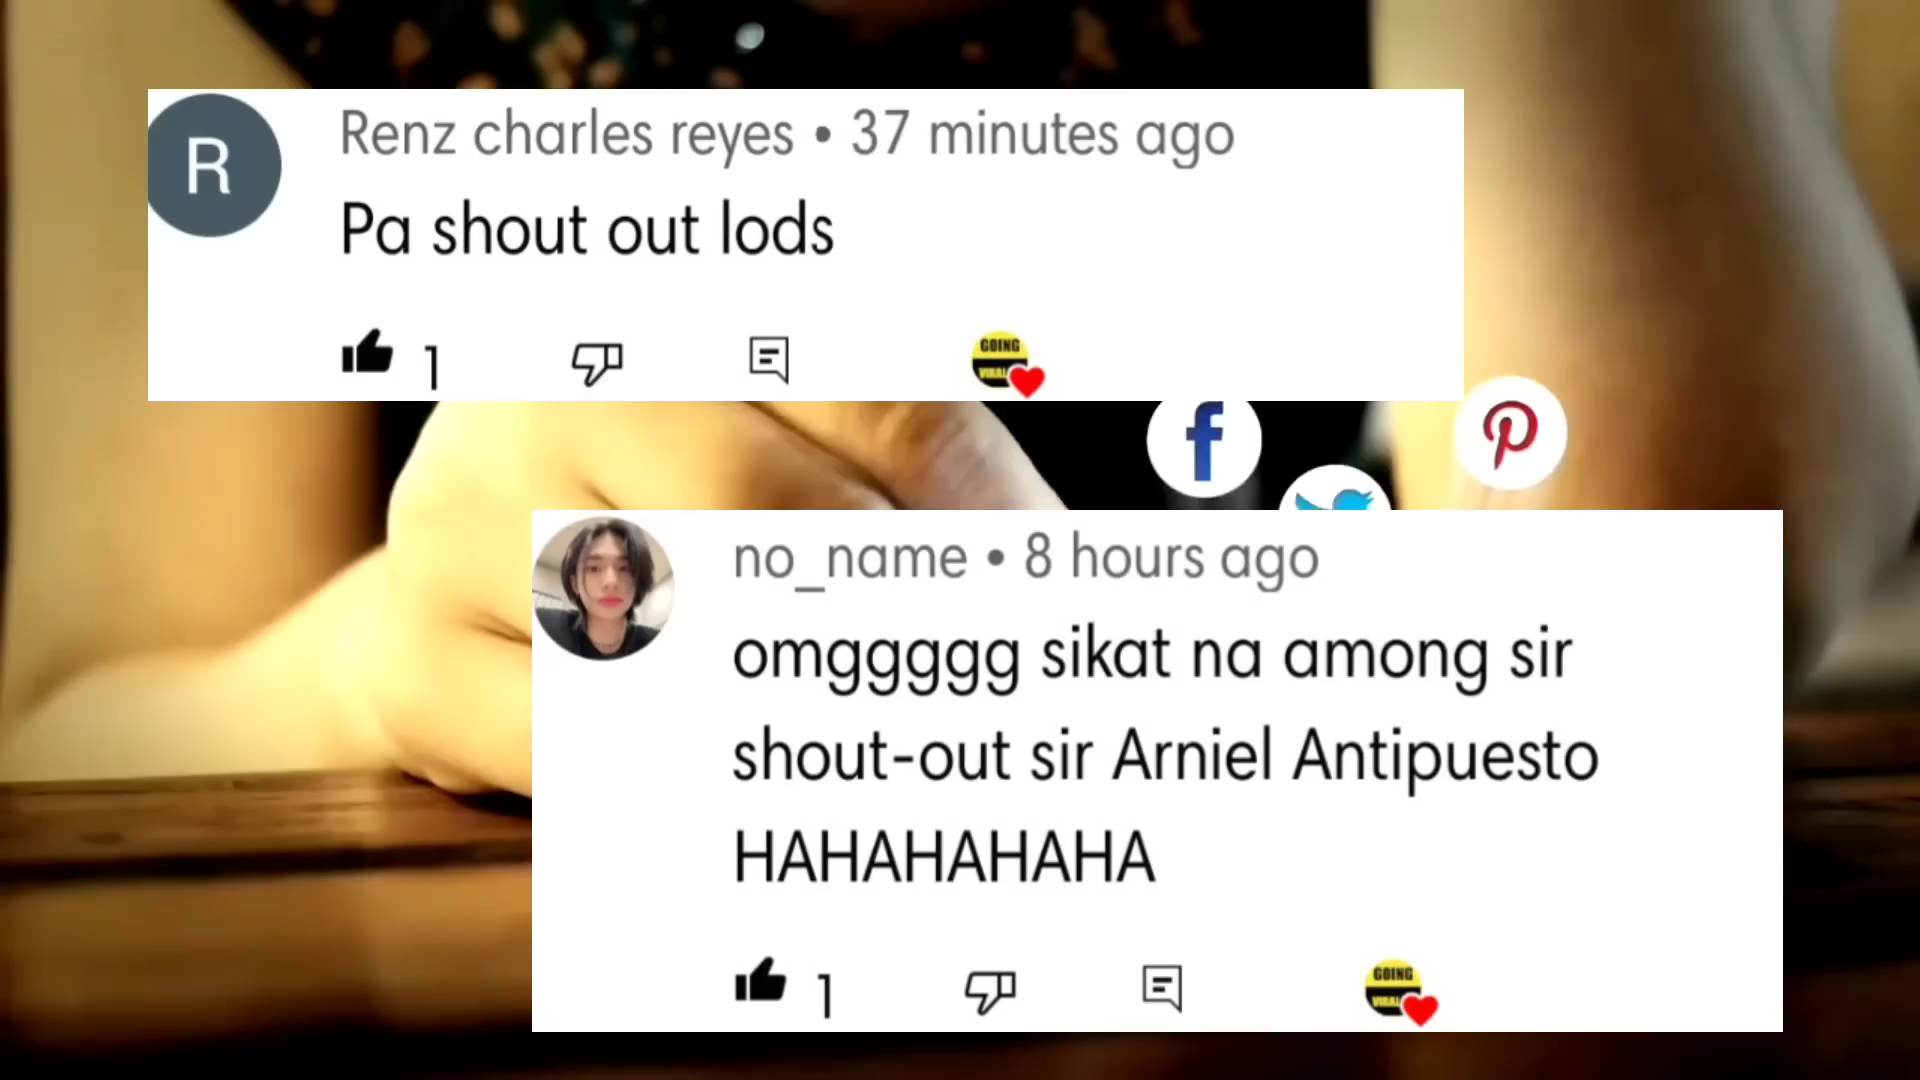 R
Renz charles reyes • 37 minutes ago
Pa shout out lods
1
GOING
VIRAL
f
no_name • 8 hours ago
omggggg sikat na among sir
shout-out sir Arniel Antipuesto
HAHAHAHAHA
1
GOING
VIRAL